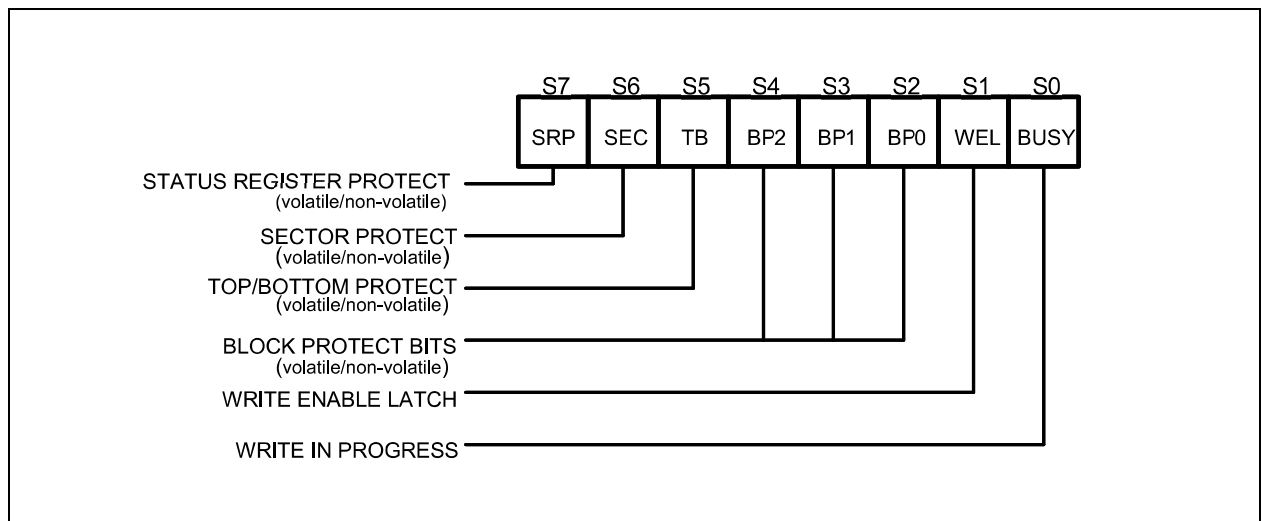 S7 S6 S5 S4 S3 S2 S1 S0
SRP SEC TB BP2 BP1 BP0 WEL BUSY
STATUS REGISTER PROTECT
(volatile/non-volatile)
SECTOR PROTECT
(volatile/non-volatile)
TOP/BOTTOM PROTECT
(volatile/non-volatile)
BLOCK PROTECT BITS
(volatile/non-volatile)
WRITE ENABLE LATCH
WRITE IN PROGRESS